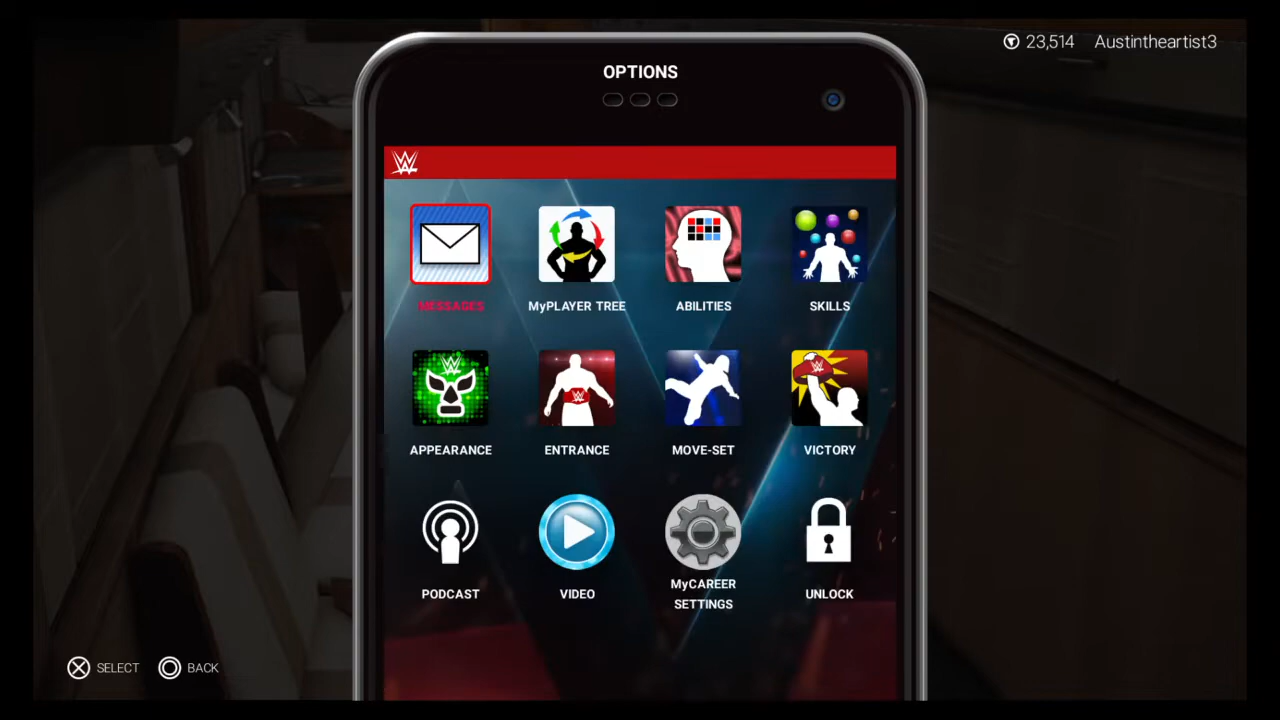 OPTIONS
23,514 Austintheartist3
MESSAGES
MyPLAYER TREE
ABILITIES
SKILLS
APPEARANCE
ENTRANCE
MOVE-SET
VICTORY
PODCAST
VIDEO
MyCAREER
SETTINGS
UNLOCK
SELECT BACK